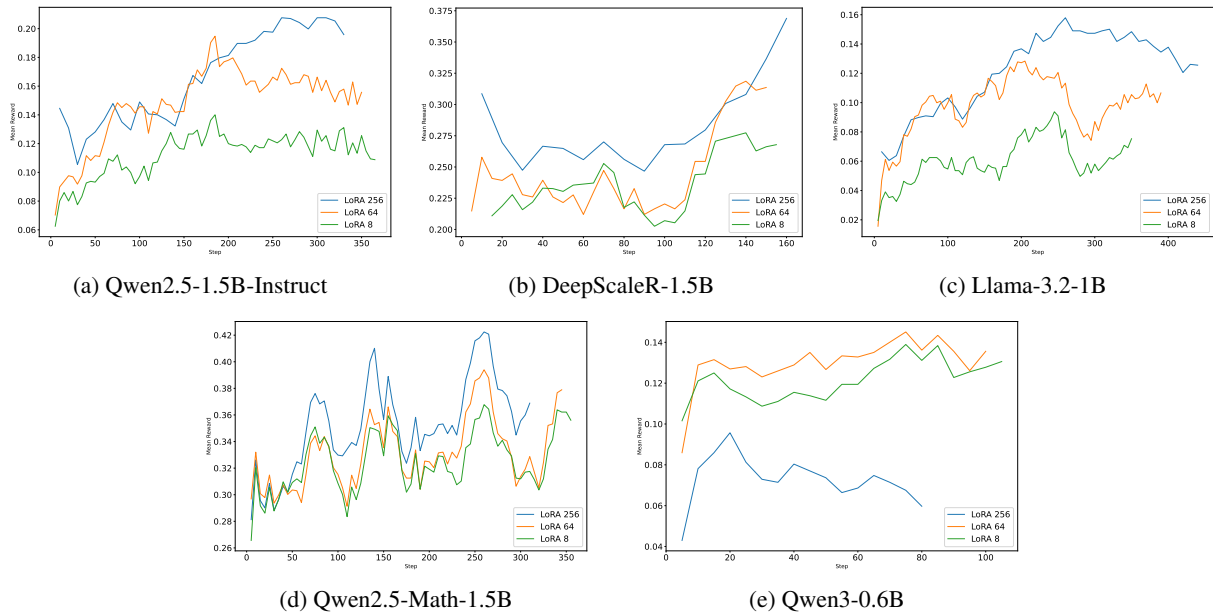 0.20
0.18
0.16
0.14
0.12
0.10
0.08
0.06
Mean Reward
0 50 100 150 200 250 300 350
Step
LoRA 256
LoRA 64
LoRA 8
(a) Qwen2.5-1.5B-Instruct
0.375
0.350
0.325
0.300
0.275
0.250
0.225
0.200
Mean Reward
0 20 40 60 80 100 120 140 160
Step
LoRA 256
LoRA 64
LoRA 8
(b) DeepScaleR-1.5B
0.16
0.14
0.12
0.10
0.08
0.06
0.04
0.02
Mean Reward
0 100 200 300 400
Step
LoRA 256
LoRA 64
LoRA 8
(c) Llama-3.2-1B
0.42
0.40
0.38
0.36
0.34
0.32
0.30
0.28
0.26
Mean Reward
0 50 100 150 200 250 300 350
Step
LoRA 256
LoRA 64
LoRA 8
(d) Qwen2.5-Math-1.5B
0.14
0.12
0.10
0.08
0.06
0.04
Mean Reward
0 20 40 60 80 100
Step
LoRA 256
LoRA 64
LoRA 8
(e) Qwen3-0.6B